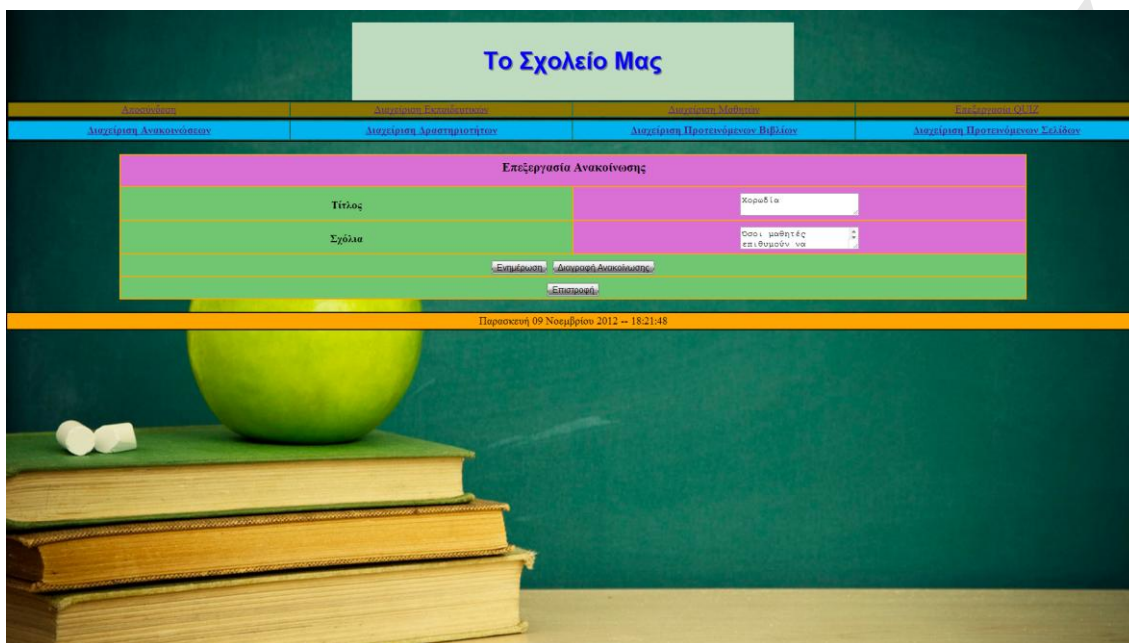 Το Σχολείο Μας
Αποσύνδεση Διαχείριση Εκπαιδευτικών Διαχείριση Μαθητών Επεξεργασία QUIZ
Διαχείριση Ανακοινώσεων Διαχείριση Δραστηριοτήτων Διαχείριση Προτεινόμενων Βιβλίων Διαχείριση Προτεινόμενων Σελίδων
Επεξεργασία Ανακοίνωσης
Τίτλος Χορωδία
Σχόλια Όσοι μαθητές
επιθυμούν να
Ενημέρωση Διαγραφή Ανακοίνωσης
Επιστροφή
Παρασκευή 09 Νοεμβρίου 2012 -- 18:21:48